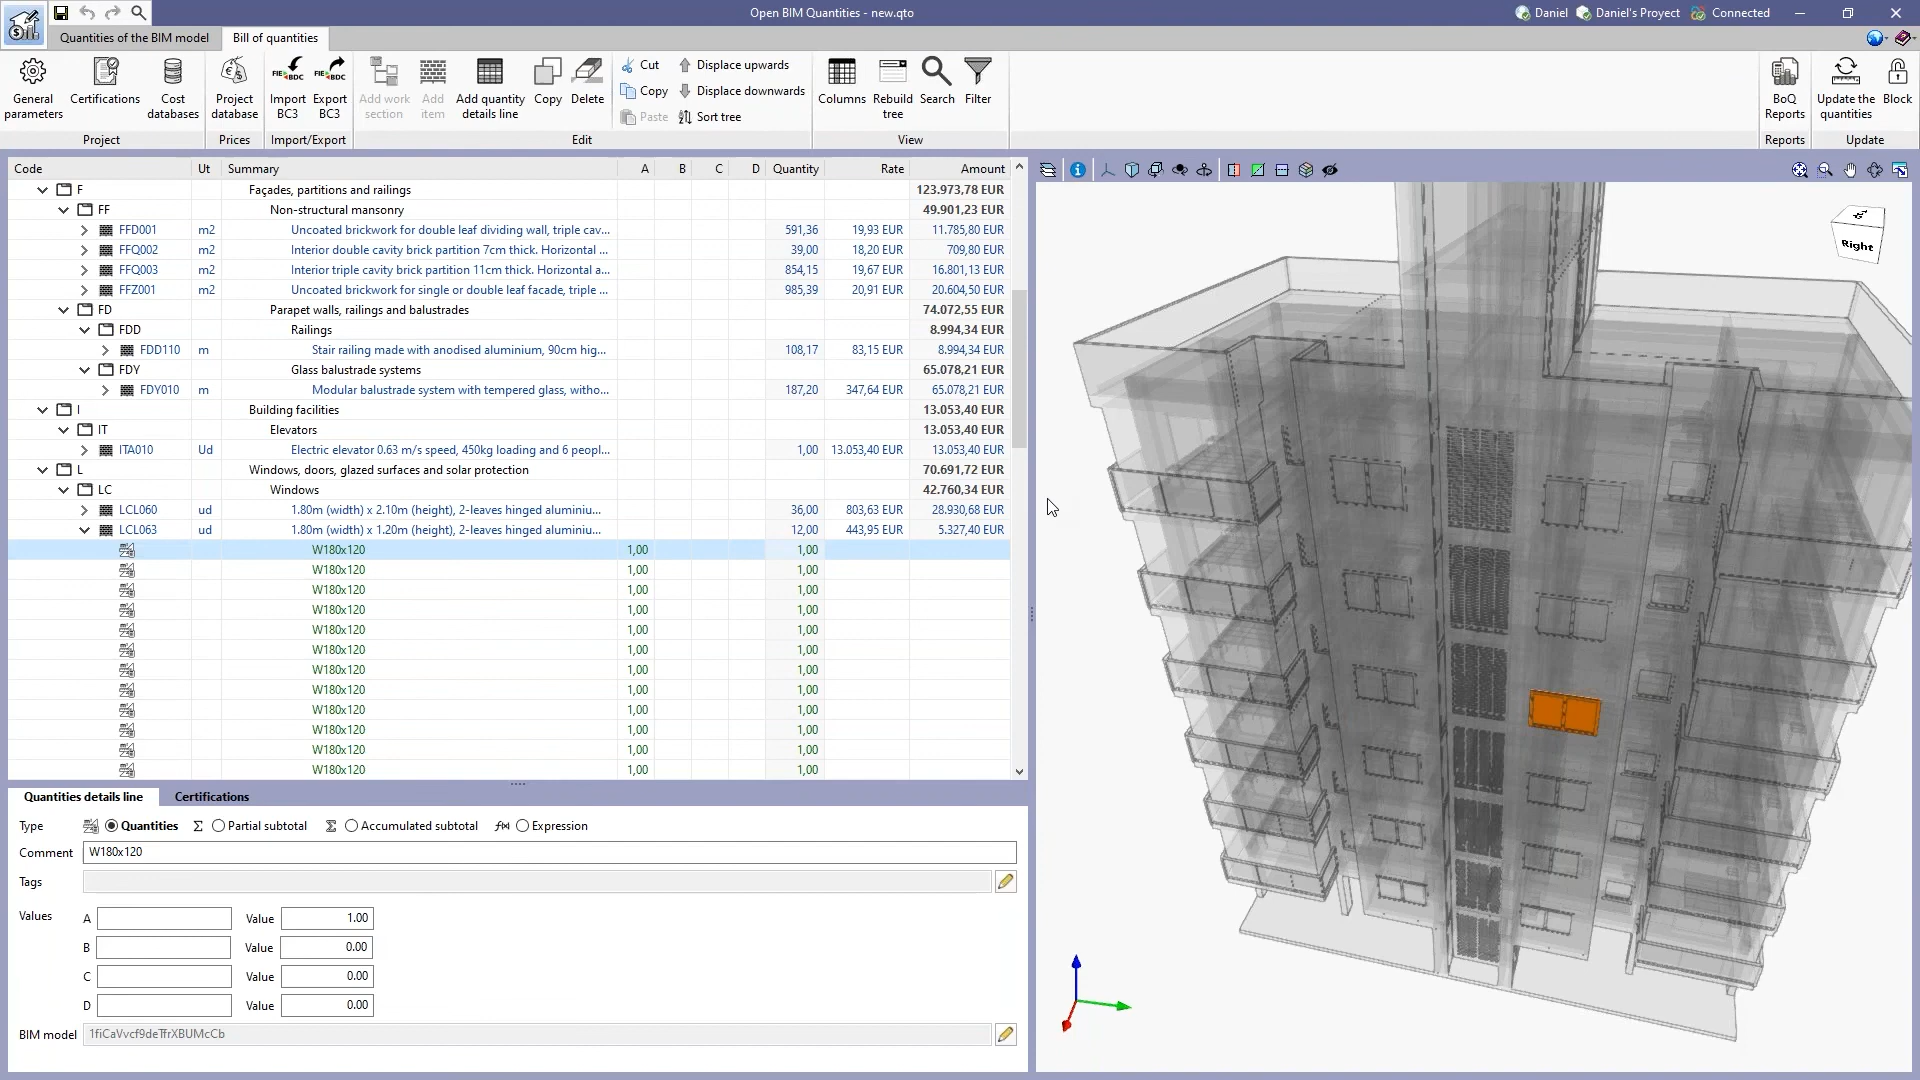 Open BIM Quantities - new.qto
Daniel
Daniel's Project
Connected
Quantities of the BIM model
Bill of quantities
General parameters
Certifications
Cost databases
Project database
Import BC3
Export BC3
Add work section
Add item
Add quantity details line
Copy
Delete
Cut
Copy
Paste
Displace upwards
Displace downwards
Sort tree
Columns
Rebuild tree
Search
Filter
BoQ Reports
Update the quantities
Block
Project
Prices
Import/Export
Edit
View
Reports
Update
Code Ut Summary A B C D Quantity Rate Amount
F Façades, partitions and railings 123.973,78 EUR
FF Non-structural mansonry 49.901,23 EUR
FFD001 m2 Uncoated brickwork for double leaf dividing wall, triple cav... 591,36 19,93 EUR 11.785,80 EUR
FFQ002 m2 Interior double cavity brick partition 7cm thick. Horizontal ... 39,00 18,20 EUR 709,80 EUR
FFQ003 m2 Interior triple cavity brick partition 11cm thick. Horizontal a... 854,15 19,67 EUR 16.801,13 EUR
FFZ001 m2 Uncoated brickwork for single or double leaf facade, triple ... 985,39 20,91 EUR 20.604,50 EUR
FD Parapet walls, railings and balustrades 74.072,55 EUR
FDD Railings 8.994,34 EUR
FDD110 m Stair railing made with anodised aluminium, 90cm hig... 108,17 83,15 EUR 8.994,34 EUR
FDY Glass balustrade systems 65.078,21 EUR
FDY010 m Modular balustrade system with tempered glass, witho... 187,20 347,64 EUR 65.078,21 EUR
I Building facilities 13.053,40 EUR
IT Elevators 13.053,40 EUR
ITA010 Ud Electric elevator 0.63 m/s speed, 450kg loading and 6 peopl... 1,00 13.053,40 EUR 13.053,40 EUR
L Windows, doors, glazed surfaces and solar protection 70.691,72 EUR
LC Windows 42.760,34 EUR
LCL060 ud 1.80m (width) x 2.10m (height), 2-leaves hinged aluminiu... 36,00 803,63 EUR 28.930,68 EUR
LCL063 ud 1.80m (width) x 1.20m (height), 2-leaves hinged aluminiu... 12,00 443,95 EUR 5.327,40 EUR
W180x120 1,00 1,00
W180x120 1,00 1,00
W180x120 1,00 1,00
W180x120 1,00 1,00
W180x120 1,00 1,00
W180x120 1,00 1,00
W180x120 1,00 1,00
W180x120 1,00 1,00
W180x120 1,00 1,00
W180x120 1,00 1,00
W180x120 1,00 1,00
W180x120 1,00 1,00
Right
Quantities details line
Certifications
Type Quantities Partial subtotal Accumulated subtotal Expression
Comment W180x120
Tags
Values A Value 1.00
B Value 0.00
C Value 0.00
D Value 0.00
BIM model 1fiCaVvcf9deTfrXBUMcCb